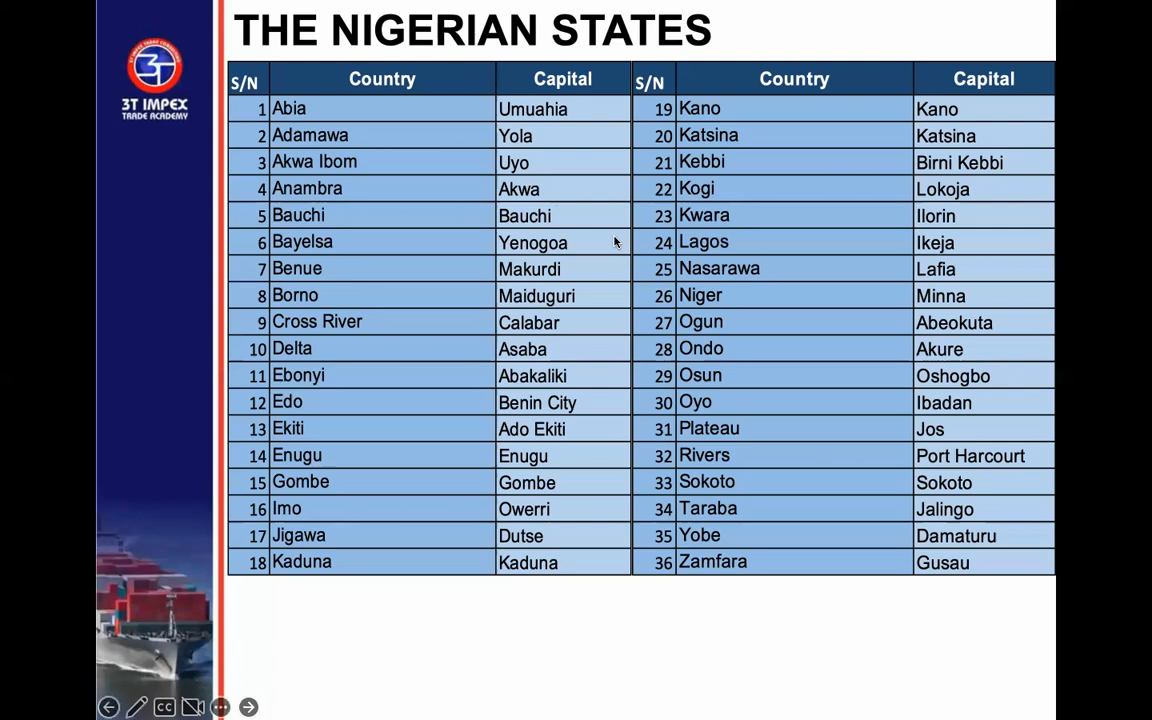 THE NIGERIAN STATES
3T IMPEX
TRADE ACADEMY
S/N Country Capital S/N Country Capital
1 Abia Umuahia 19 Kano Kano
2 Adamawa Yola 20 Katsina Katsina
3 Akwa Ibom Uyo 21 Kebbi Birni Kebbi
4 Anambra Akwa 22 Kogi Lokoja
5 Bauchi Bauchi 23 Kwara Ilorin
6 Bayelsa Yenogoa 24 Lagos Ikeja
7 Benue Makurdi 25 Nasarawa Lafia
8 Borno Maiduguri 26 Niger Minna
9 Cross River Calabar 27 Ogun Abeokuta
10 Delta Asaba 28 Ondo Akure
11 Ebonyi Abakaliki 29 Osun Oshogbo
12 Edo Benin City 30 Oyo Ibadan
13 Ekiti Ado Ekiti 31 Plateau Jos
14 Enugu Enugu 32 Rivers Port Harcourt
15 Gombe Gombe 33 Sokoto Sokoto
16 Imo Owerri 34 Taraba Jalingo
17 Jigawa Dutse 35 Yobe Damaturu
18 Kaduna Kaduna 36 Zamfara Gusau
CC